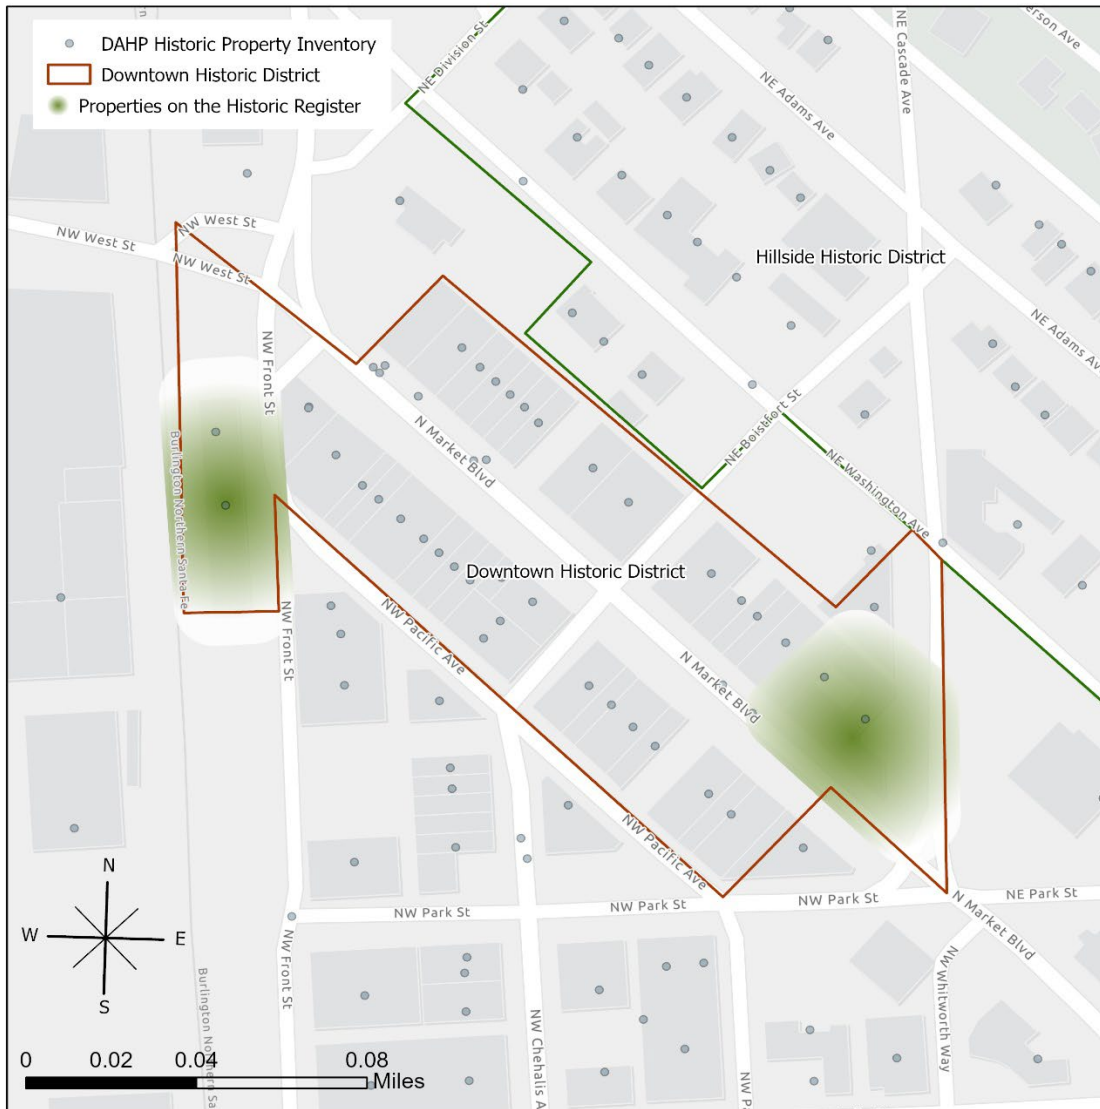 DAHP Historic Property Inventory
Downtown Historic District
Properties on the Historic Register
NE Division St
NE Cascade Ave
erson Ave
NE Adams Ave
NW West St
NW West St
NW West St
Hillside Historic District
NE Adams Ave
NW Front St
N Market Blvd
NE Boistfort St
NE Washington Ave
Burlington Northern Santa Fe
Downtown Historic District
NW Front St
NW Pacific Ave
N Market Blvd
NW Pacific Ave
NW Park St
NW Park St
NW Park St
NE Park St
N Market Blvd
N
W
E
S
NW Front St
Burlington Northern Sa
NW Chehalis A
NW P
NW Whitworth Way
0
0.02
0.04
0.08
Miles